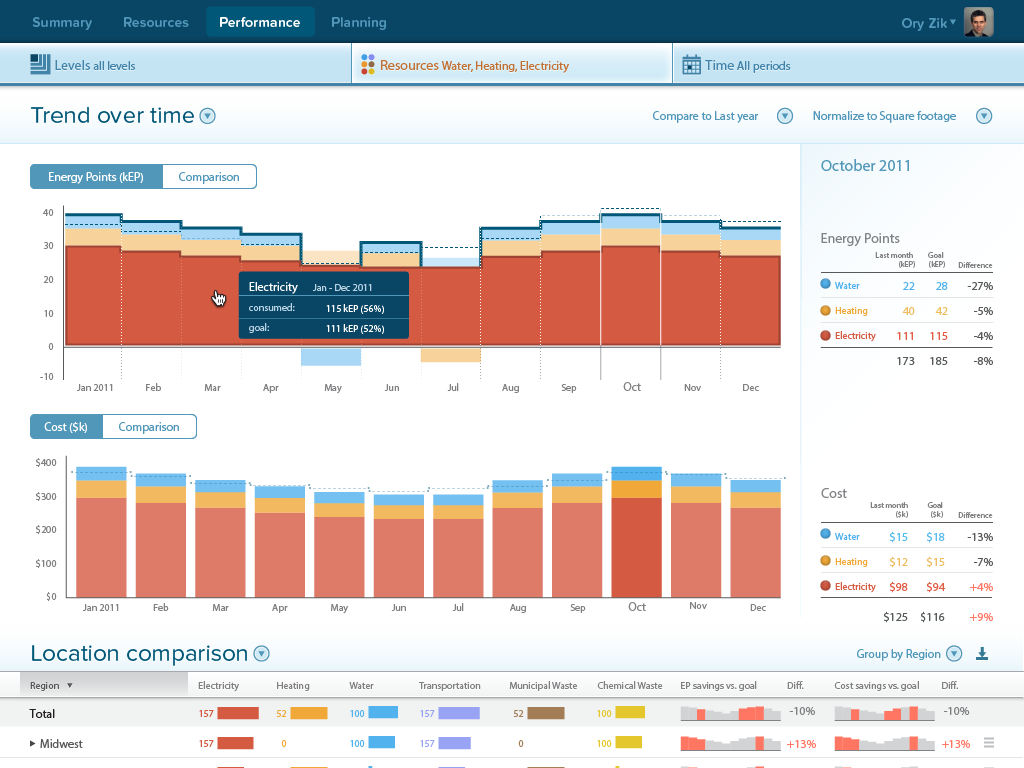 Summary Resources Performance Planning Ory Zik
Levels all levels Resources Water, Heating, Electricity Time All periods
Trend over time Compare to Last year Normalize to Square footage
October 2011
Energy Points (kEP) Comparison
40
30
20
10
0
-10
Electricity Jan - Dec 2011
consumed: 115 kEP (56%)
goal: 111 kEP (52%)
Jan 2011 Feb Mar Apr May Jun Jul Aug Sep Oct Nov Dec
Energy Points
Last month (kEP) Goal (kEP) Difference
Water 22 28 -27%
Heating 40 42 -5%
Electricity 111 115 -4%
173 185 -8%
Cost ($k) Comparison
$400
$300
$200
$100
$0
Jan 2011 Feb Mar Apr May Jun Jul Aug Sep Oct Nov Dec
Cost
Last month ($k) Goal ($k) Difference
Water $15 $18 -13%
Heating $12 $15 -7%
Electricity $98 $94 +4%
$125 $116 +9%
Location comparison Group by Region
Region Electricity Heating Water Transportation Municipal Waste Chemical Waste EP savings vs. goal Diff. Cost savings vs. goal Diff.
Total 157 52 100 157 52 100 -10% -10%
Midwest 157 0 100 157 0 100 +13% +13%